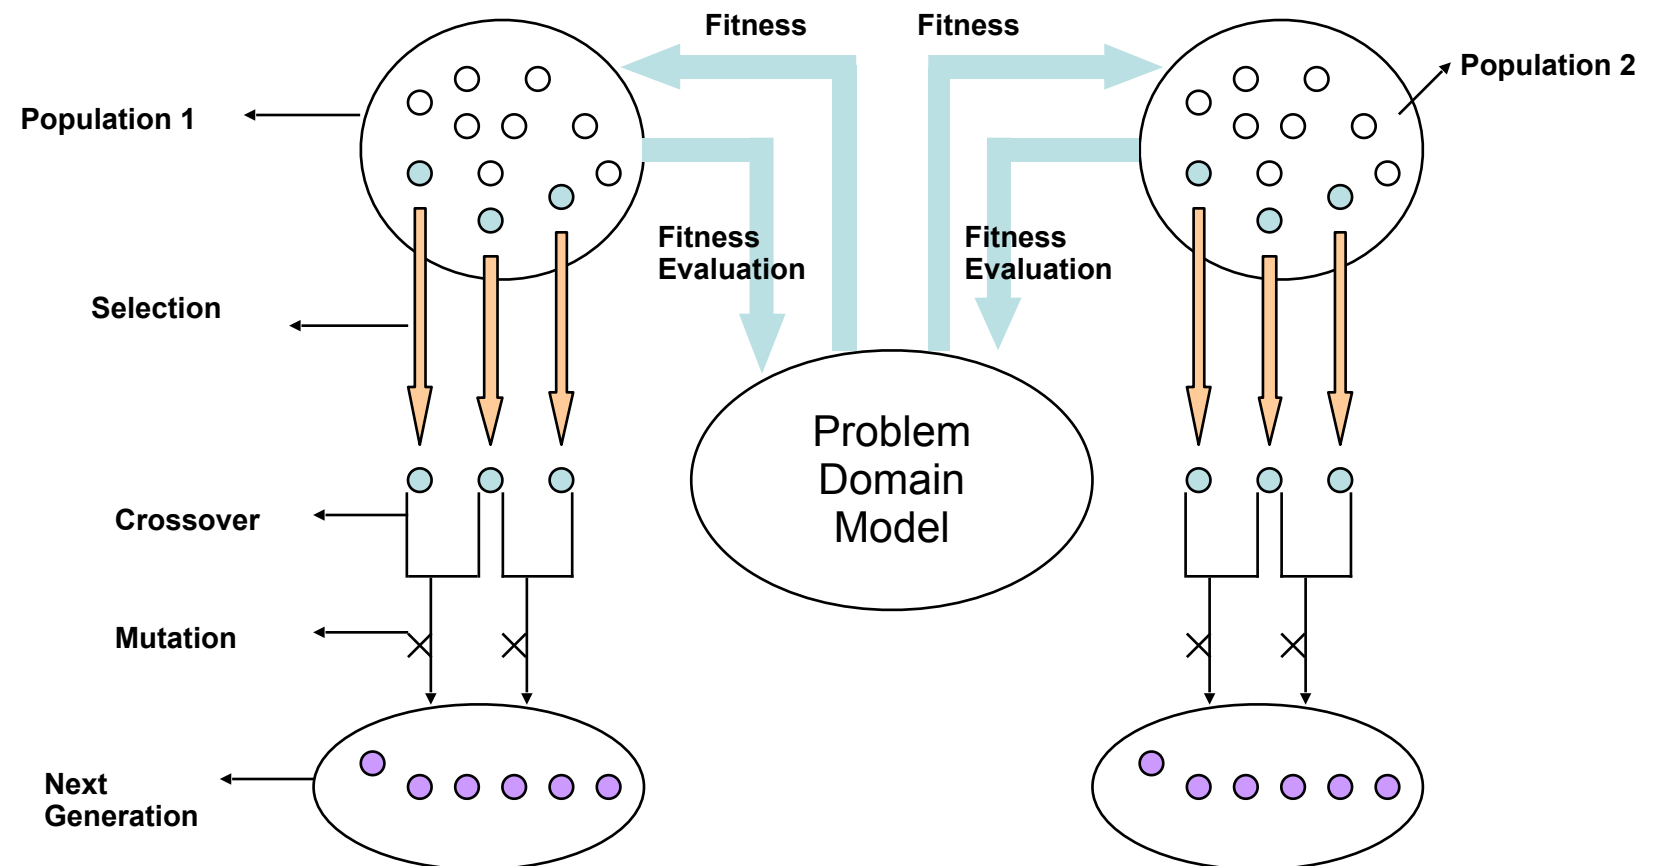 Fitness
Fitness
Population 2
Population 1
Fitness
Evaluation
Fitness
Evaluation
Selection
Problem
Domain
Model
Crossover
Mutation
Next
Generation